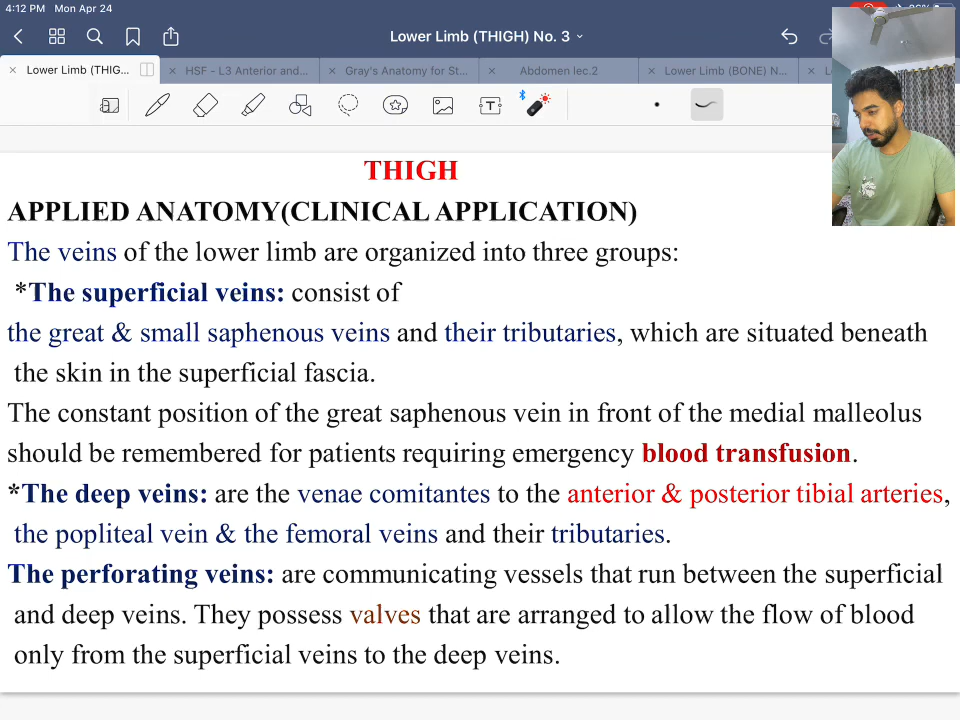 4:12 PM Mon Apr 24
Lower Limb (THIGH) No. 3
Lower Limb (THIG...
HSF - L3 Anterior and...
Gray's Anatomy for St...
Abdomen lec.2
Lower Limb (BONE) N...
THIGH
APPLIED ANATOMY(CLINICAL APPLICATION)
The veins of the lower limb are organized into three groups:
*The superficial veins: consist of
the great & small saphenous veins and their tributaries, which are situated beneath
the skin in the superficial fascia.
The constant position of the great saphenous vein in front of the medial malleolus
should be remembered for patients requiring emergency blood transfusion.
*The deep veins: are the venae comitantes to the anterior & posterior tibial arteries,
the popliteal vein & the femoral veins and their tributaries.
The perforating veins: are communicating vessels that run between the superficial
and deep veins. They possess valves that are arranged to allow the flow of blood
only from the superficial veins to the deep veins.